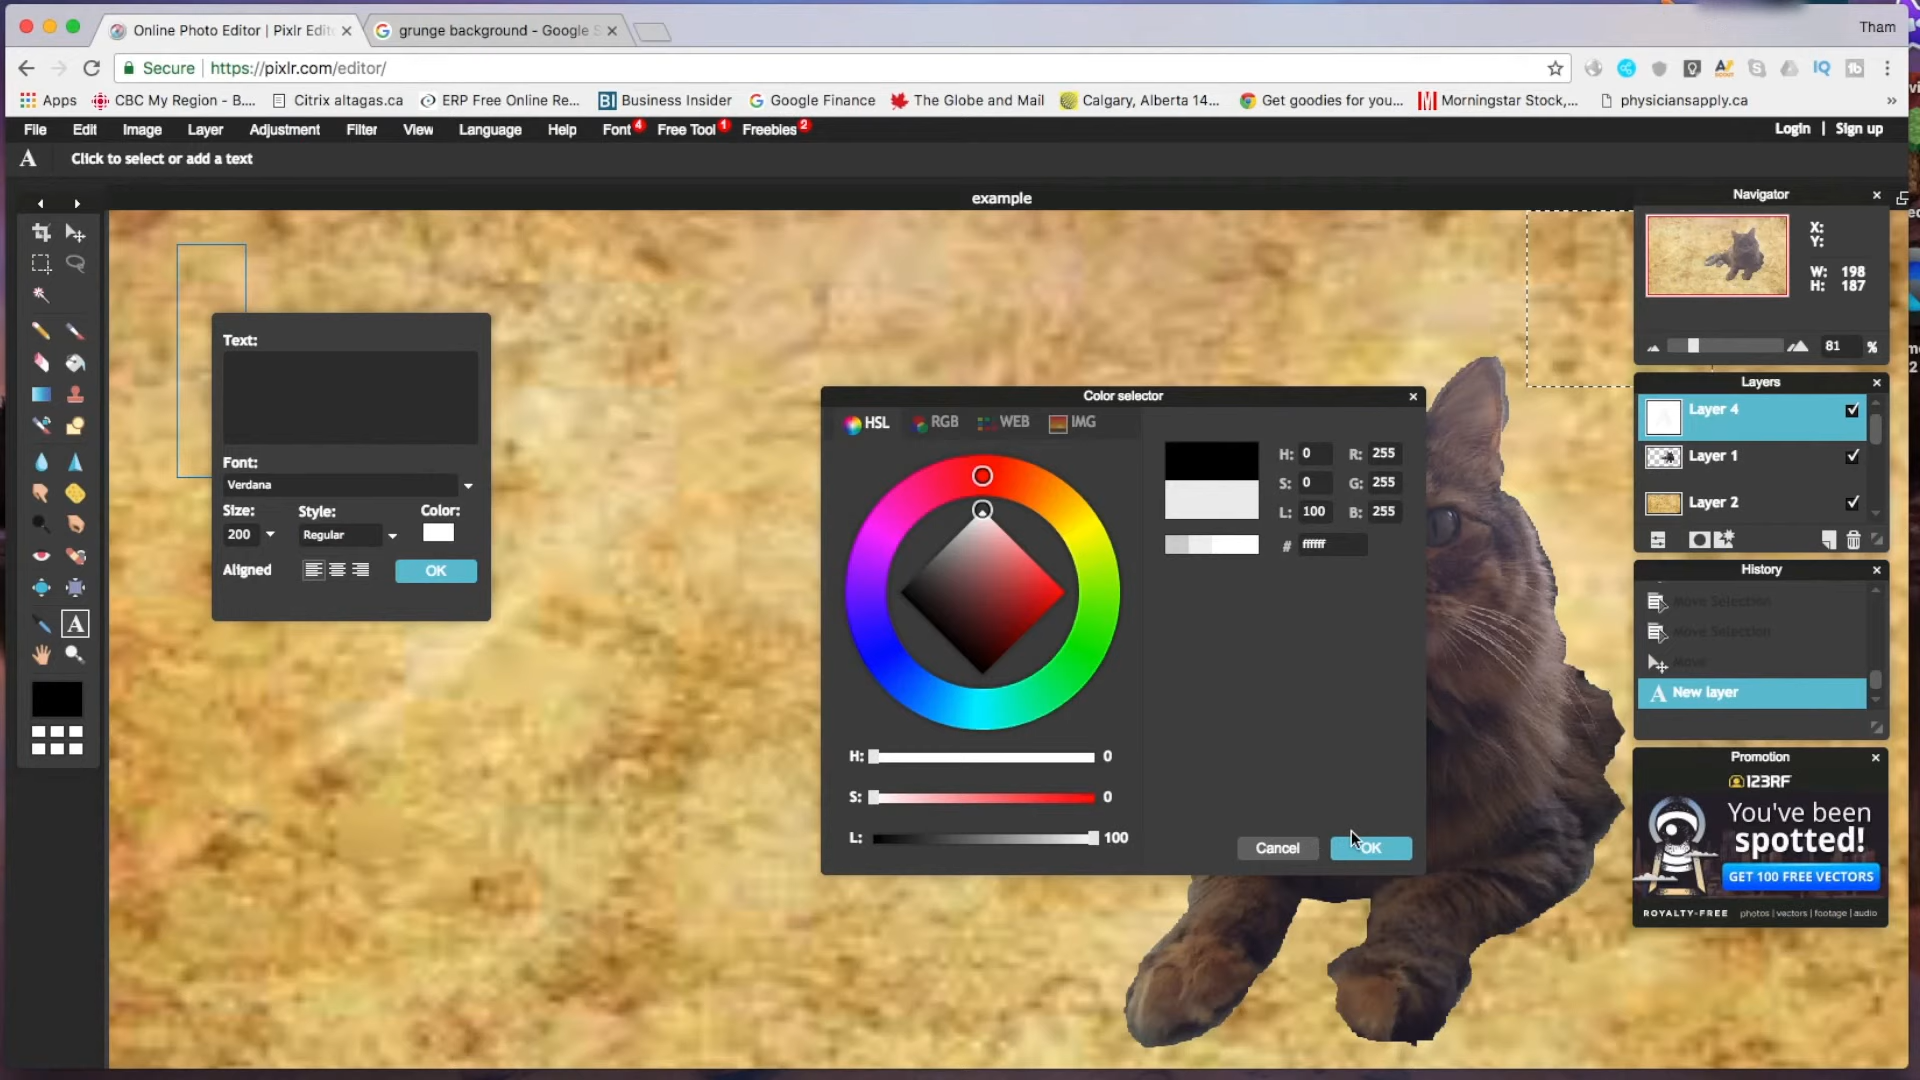 Online Photo Editor | Pixlr Edit
grunge background - Google S
Tham
Secure
https://pixlr.com/editor/
Apps
CBC My Region - B....
Citrix altagas.ca
ERP Free Online Re...
BI Business Insider
Google Finance
The Globe and Mail
Calgary, Alberta 14...
Get goodies for you...
Morningstar Stock,...
physiciansapply.ca
»
File Edit Image Layer Adjustment Filter View Language Help Font 4 Free Tool 1 Freebies 2
Login | Sign up
A Click to select or add a text
example
Navigator
X:
Y:
W: 198
H: 187
81 %
Text:
Font:
Verdana
Size: Style: Color:
200 Regular
Aligned
OK
Color selector
HSL RGB WEB IMG
H: 0 R: 255
S: 0 G: 255
L: 100 B: 255
# ffffff
H: 0
S: 0
L: 100
Cancel OK
Layers
Layer 4
Layer 1
Layer 2
History
Move Selection
Move Selection
Move
A New layer
Promotion
123RF
You've been
spotted!
GET 100 FREE VECTORS
ROYALTY-FREE photos | vectors | footage | audio